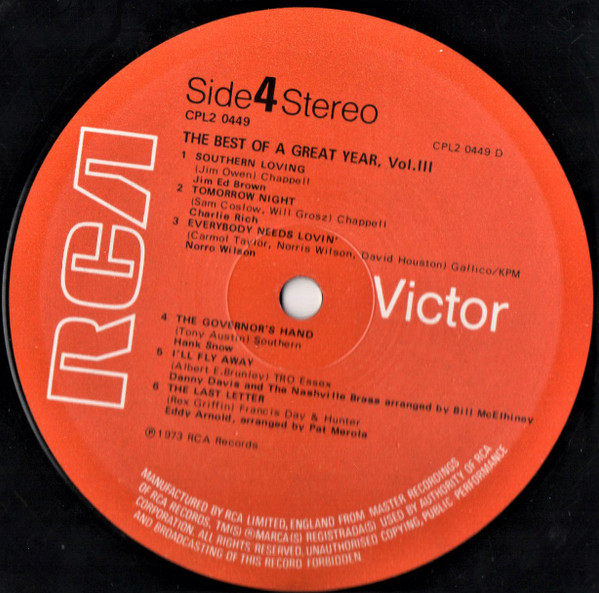 Side 4 Stereo
CPL2 0449
CPL2 0449 D
THE BEST OF A GREAT YEAR, Vol.III
1 SOUTHERN LOVING
(Jim Owen) Chappell
Jim Ed Brown
2 TOMORROW NIGHT
(Sam Coslow, Will Grosz) Chappell
Charlie Rich
3 EVERYBODY NEEDS LOVIN'
(Carmol Taylor, Norris Wilson, David Houston) Gallico/KPM
Norro Wilson
RCA
Victor
4 THE GOVERNOR'S HAND
(Tony Austin) Southern
Hank Snow
5 I'LL FLY AWAY
(Albert E.Brunley) TRO Essex
Danny Davis and The Nashville Brass arranged by Bill McElhiney
6 THE LAST LETTER
(Rex Griffin) Francis Day & Hunter
Eddy Arnold, arranged by Pat Merola
℗1973 RCA Records
MANUFACTURED BY RCA LIMITED, ENGLAND FROM MASTER RECORDINGS
OF RCA RECORDS. TM(S) ® MARCA(S) REGISTRADA(S) USED BY AUTHORITY OF RCA
CORPORATION. ALL RIGHTS RESERVED. UNAUTHORISED COPYING, PUBLIC PERFORMANCE
AND BROADCASTING OF THIS RECORD FORBIDDEN.